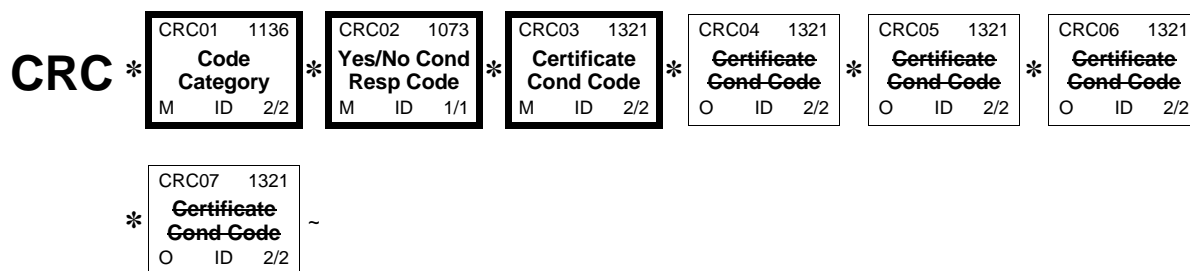 CRC01 1136 CRC02 1073 CRC03 1321 CRC04 1321 CRC05 1321 CRC06 1321
CRC * Code Category * Yes/No Cond Resp Code * Certificate Cond Code * Certificate Cond Code * Certificate Cond Code * Certificate Cond Code
M ID 2/2 M ID 1/1 M ID 2/2 O ID 2/2 O ID 2/2 O ID 2/2
CRC07 1321
* Certificate Cond Code ~
O ID 2/2